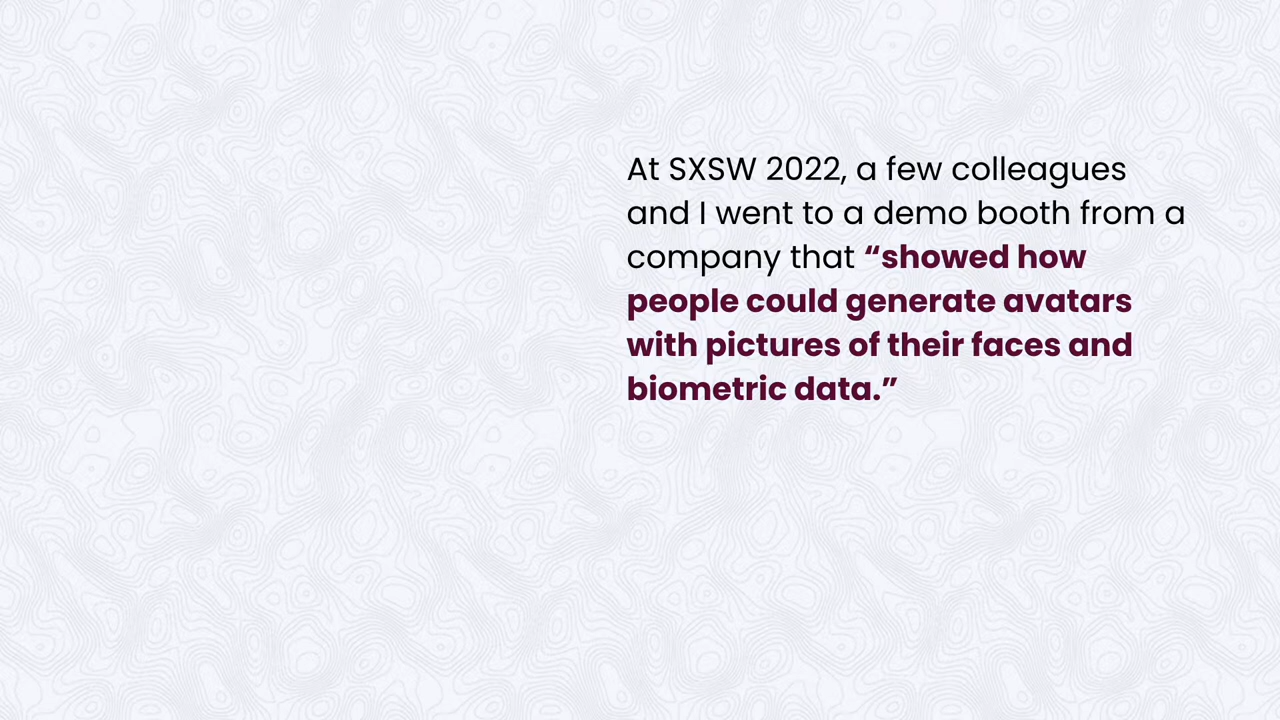 At SXSW 2022, a few colleagues
and I went to a demo booth from a
company that “showed how
people could generate avatars
with pictures of their faces and
biometric data.”